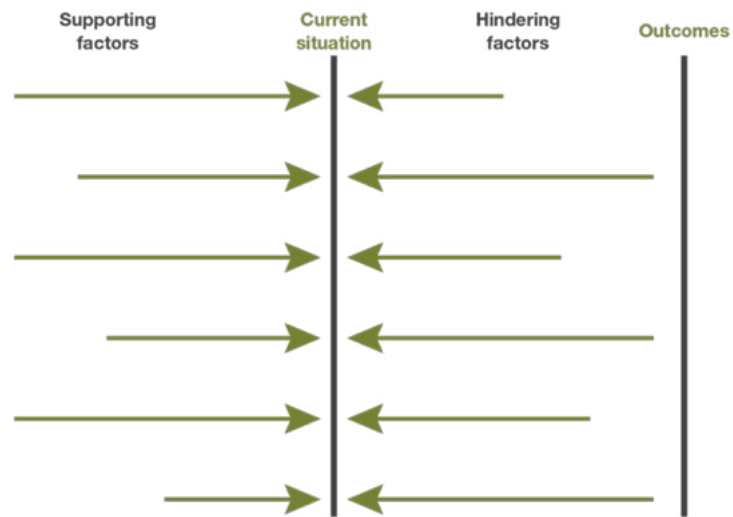 Supporting
factors
Current
situation
Hindering
factors
Outcomes